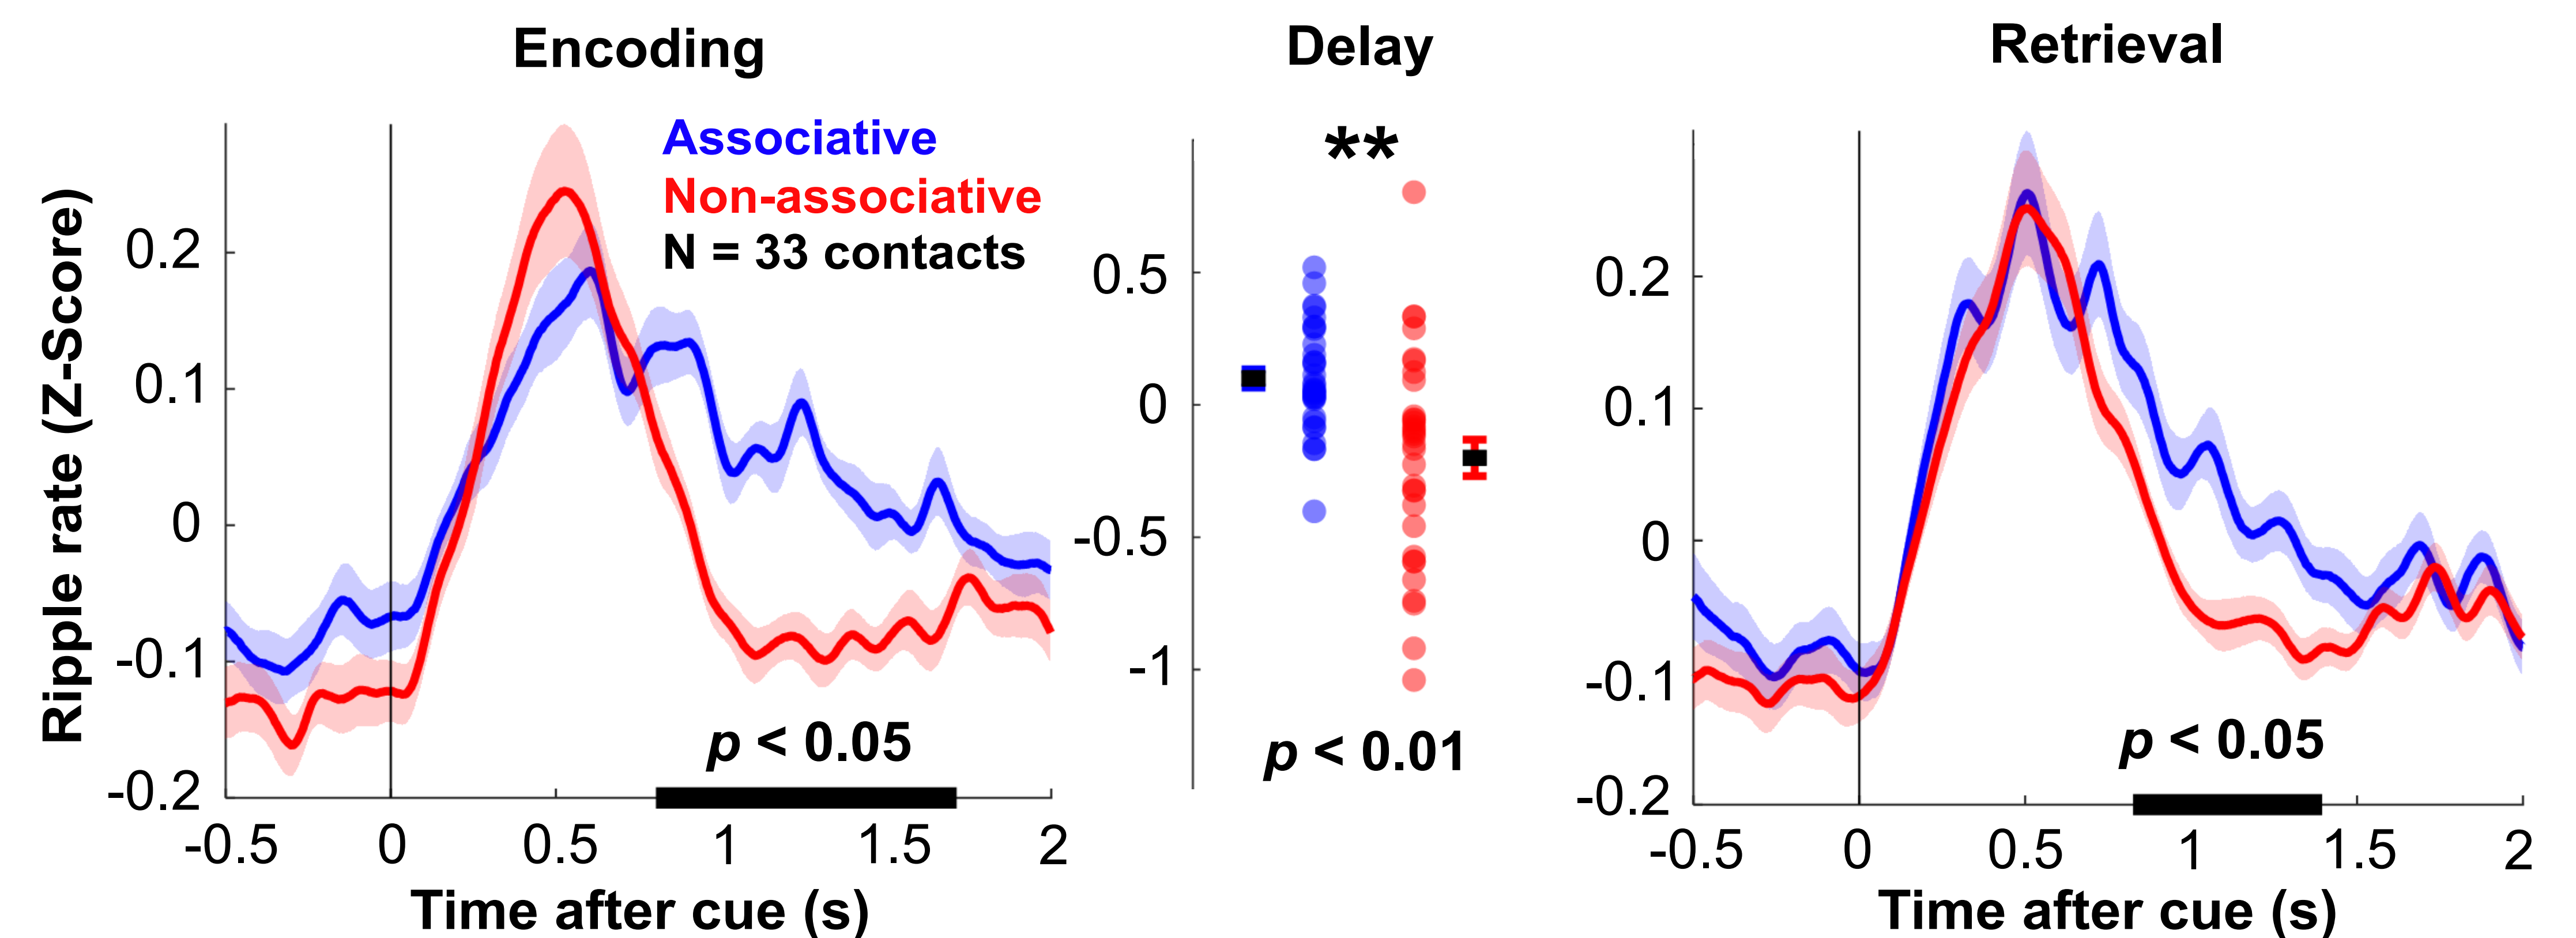 Encoding
Delay
Retrieval
Associative
Non-associative
N = 33 contacts
Ripple rate (Z-Score)
0.2
0.1
0
-0.1
-0.2
p < 0.05
-0.5 0 0.5 1 1.5 2
Time after cue (s)
**
0.5
0
-0.5
-1
p < 0.01
0.2
0.1
0
-0.1
-0.2
p < 0.05
-0.5 0 0.5 1 1.5 2
Time after cue (s)